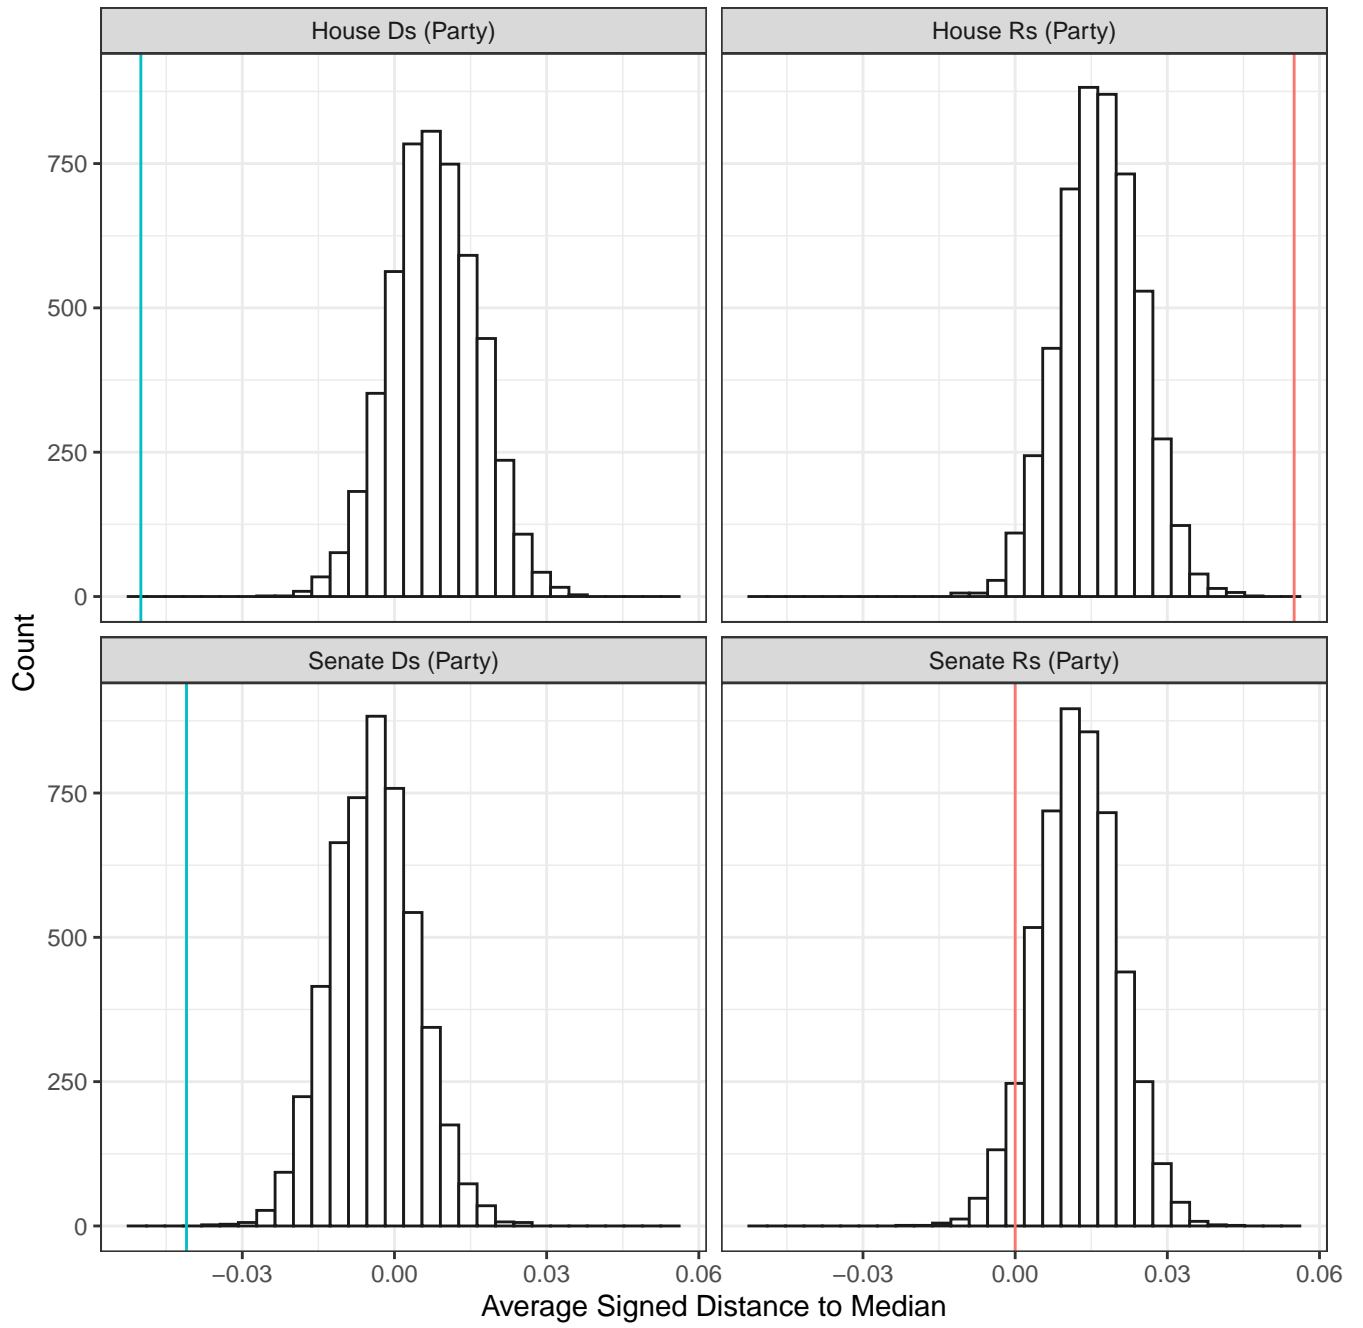 House Ds (Party)
House Rs (Party)
750
500
250
0
Count
Senate Ds (Party)
Senate Rs (Party)
750
500
250
0
−0.03
0.00
0.03
0.06
−0.03
0.00
0.03
0.06
Average Signed Distance to Median